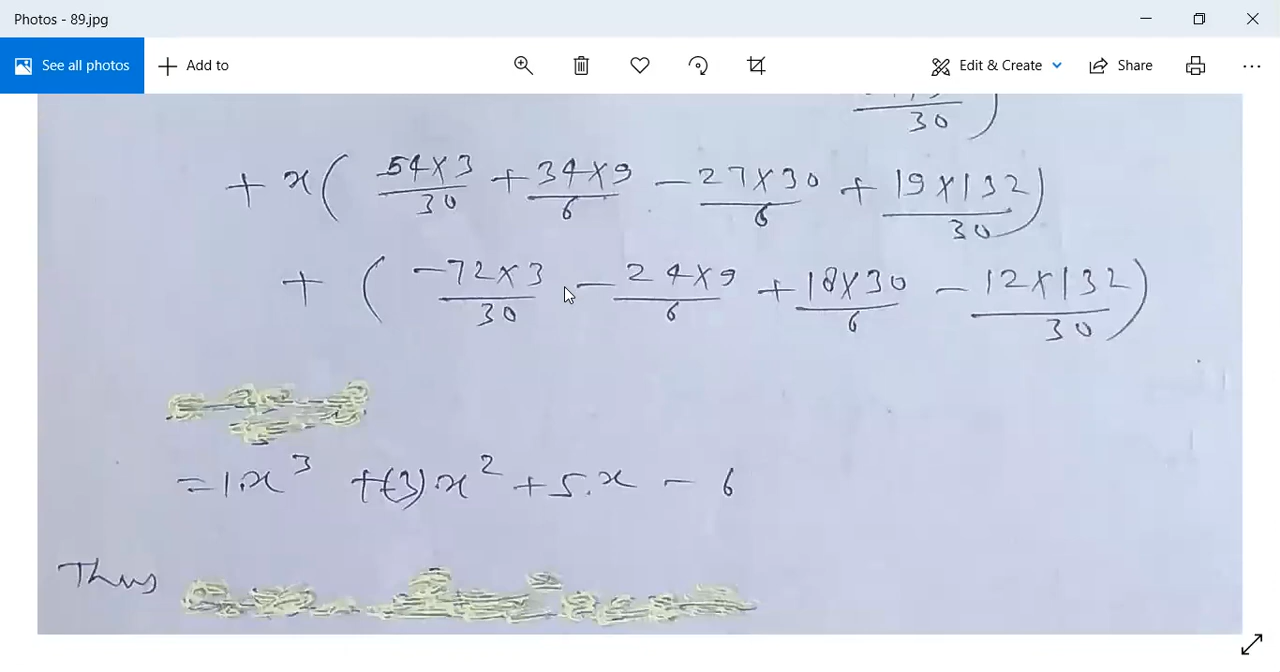 Photos - 89.jpg
See all photos
Add to
Edit & Create
Share
30 )
+ x( 54×3/30 + 34×9/6 - 27×30/6 + 19×132/30 )
+ ( -72×3/30 - 24×9/6 + 18×30/6 - 12×132/30 )
= 1.x³ + (-3)x² + 5.x - 6
Thus